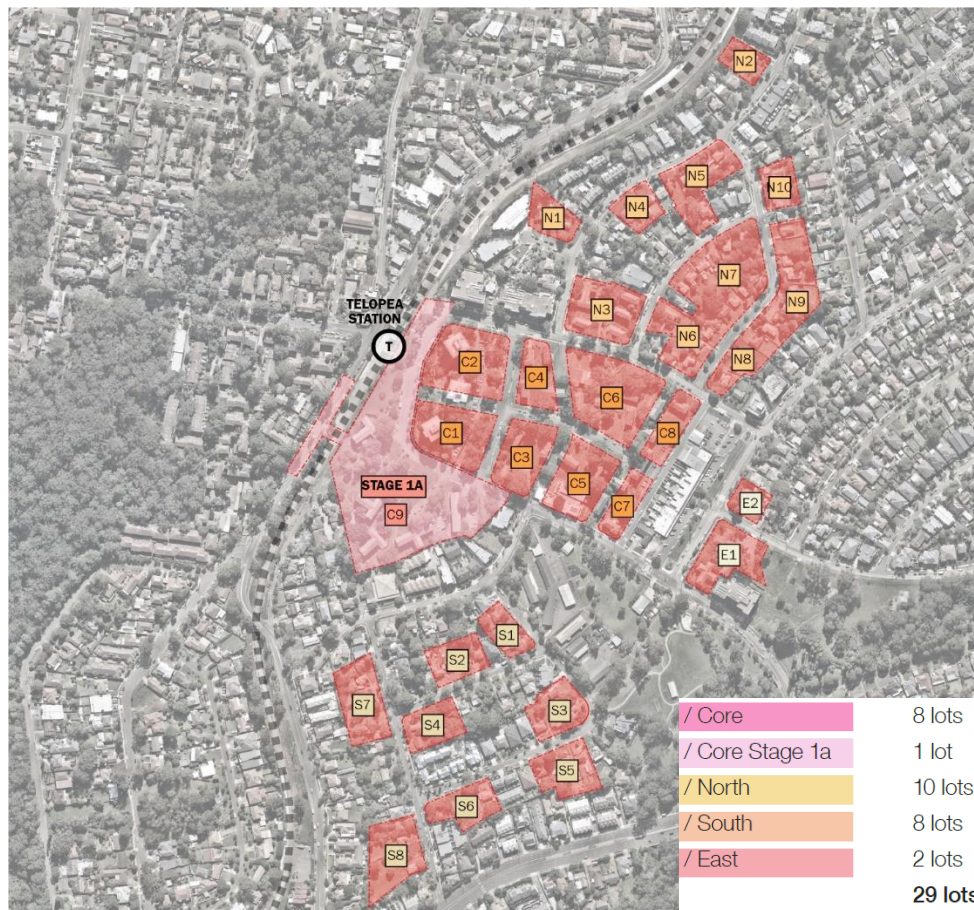 N2
N5
N10
N4
N1
N7
N9
TELOPEA
STATION
T
N3
N6
C2
C4
N8
C6
C1
C8
C3
STAGE 1A
C5
C9
C7
E2
E1
S1
S2
S7
S3
S4
S5
S6
S8
/ Core 8 lots
/ Core Stage 1a 1 lot
/ North 10 lots
/ South 8 lots
/ East 2 lots
29 lots